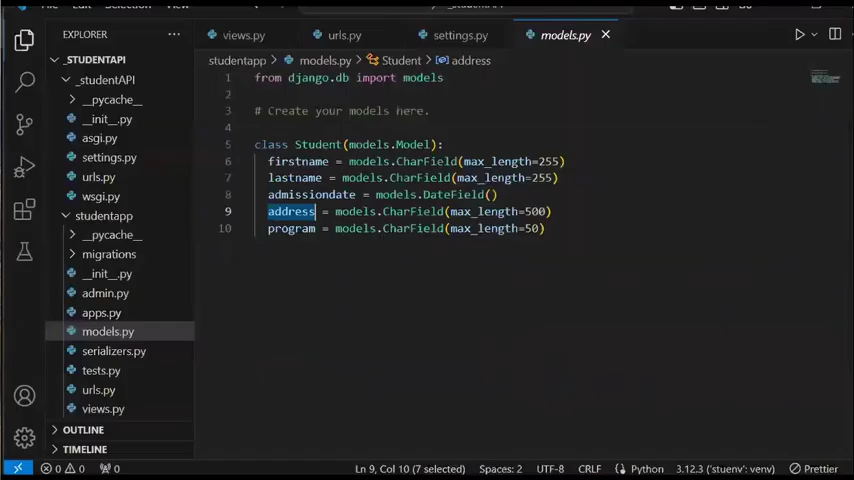 EXPLORER
_STUDENTAPI
_studentAPI
__pycache__
__init__.py
asgi.py
settings.py
urls.py
wsgi.py
studentapp
__pycache__
migrations
__init__.py
admin.py
apps.py
models.py
serializers.py
tests.py
urls.py
views.py
OUTLINE
TIMELINE
views.py urls.py settings.py models.py
studentapp > models.py > Student > address
1 from django.db import models
2
3 # Create your models here.
4
5 class Student(models.Model):
6 firstname = models.CharField(max_length=255)
7 lastname = models.CharField(max_length=255)
8 admissiondate = models.DateField()
9 address = models.CharField(max_length=500)
10 program = models.CharField(max_length=50)
0 0 0 Ln 9, Col 10 (7 selected) Spaces: 2 UTF-8 CRLF Python 3.12.3 ('stuenv': venv) Prettier